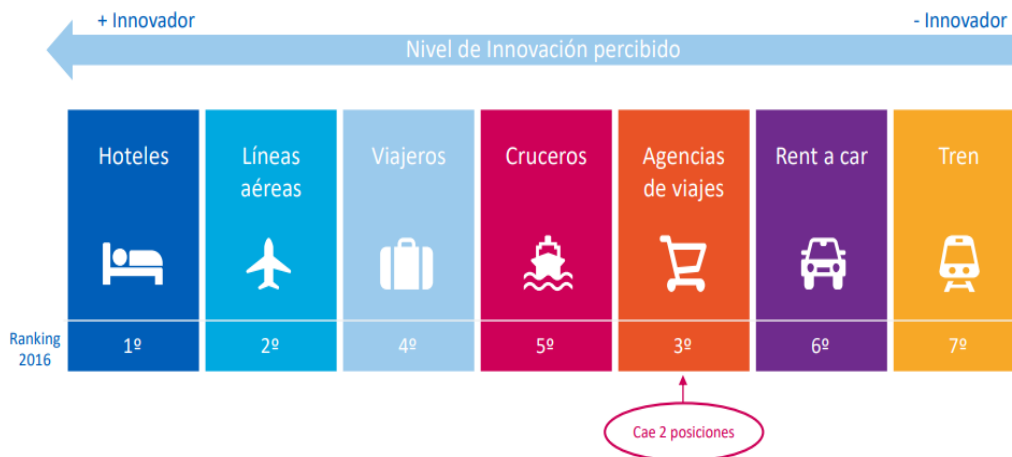 + Innovador
- Innovador
Nivel de Innovación percibido
Hoteles
Líneas
aéreas
Viajeros
Cruceros
Agencias
de viajes
Rent a car
Tren
Ranking
2016
1º
2º
4º
5º
3º
6º
7º
Cae 2 posiciones